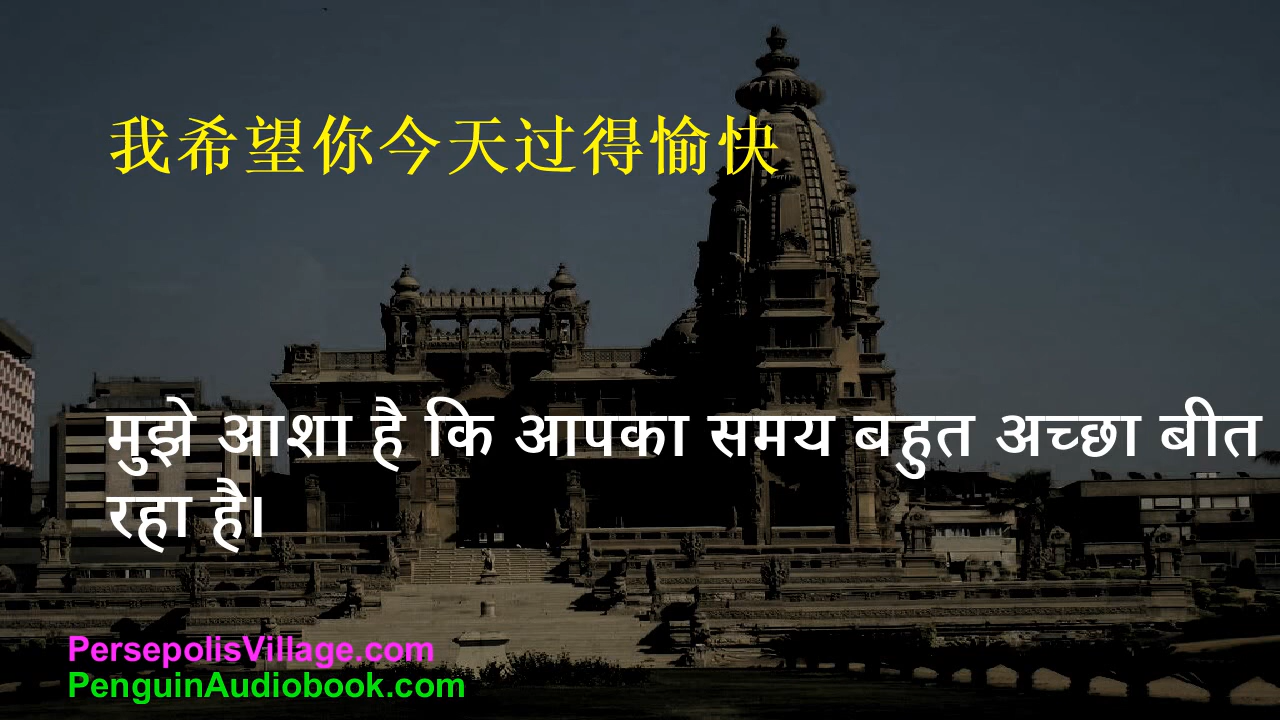 我希望你今天过得愉快
मुझे आशा है कि आपका समय बहुत अच्छा बीत
रहा है।
PersepolisVillage.com
PenguinAudiobook.com